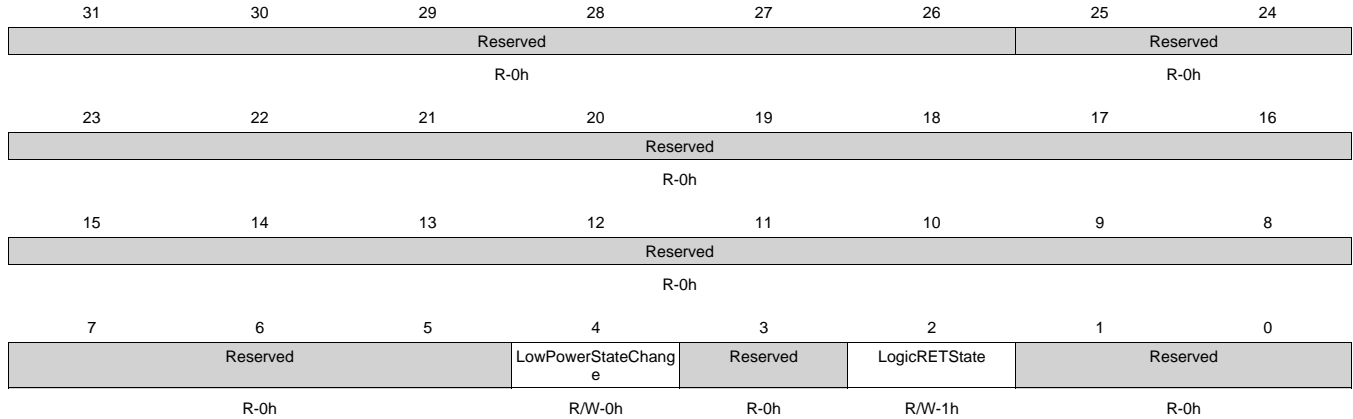 31 30 29 28 27 26 25 24
Reserved Reserved
R-0h R-0h
23 22 21 20 19 18 17 16
Reserved
R-0h
15 14 13 12 11 10 9 8
Reserved
R-0h
7 6 5 4 3 2 1 0
Reserved LowPowerStateChang Reserved LogicRETState Reserved
e
R-0h R/W-0h R-0h R/W-1h R-0h